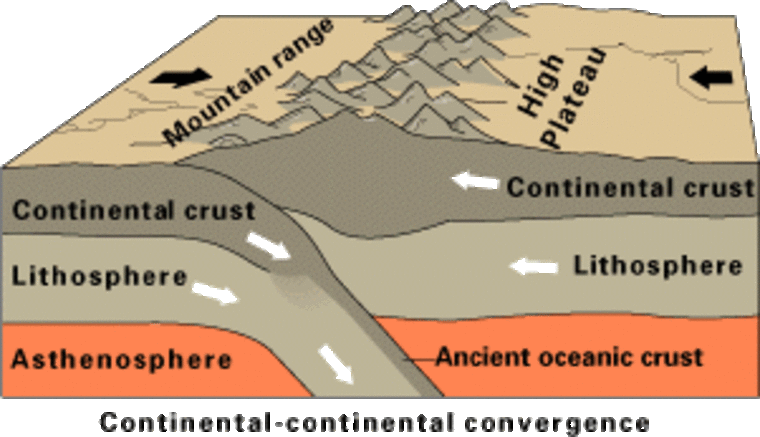 Mountain range
High
Plateau
Continental crust
Continental crust
Lithosphere
Lithosphere
Asthenosphere
Ancient oceanic crust
Continental-continental convergence